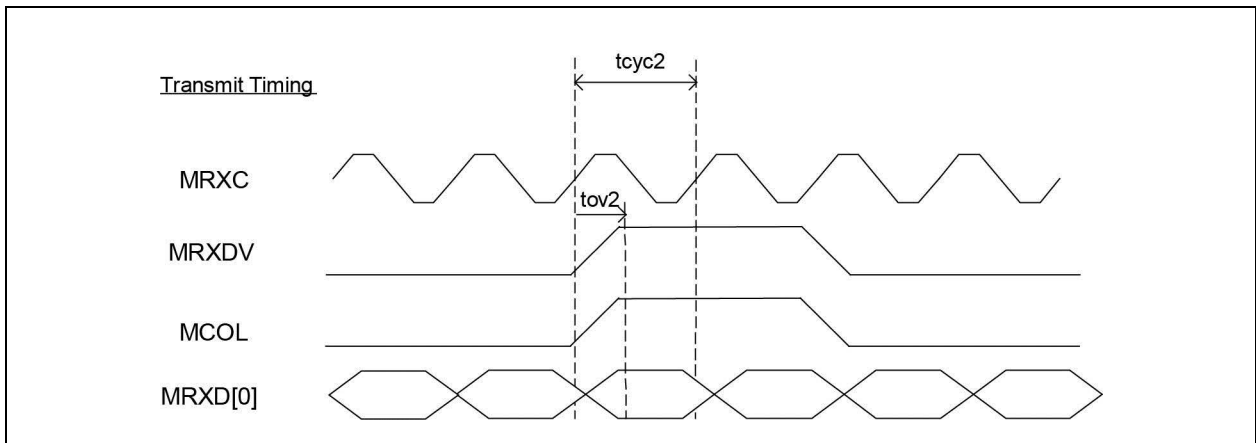 tcyc2
Transmit Timing
MRXC
tov2
MRXDV
MCOL
MRXD[0]